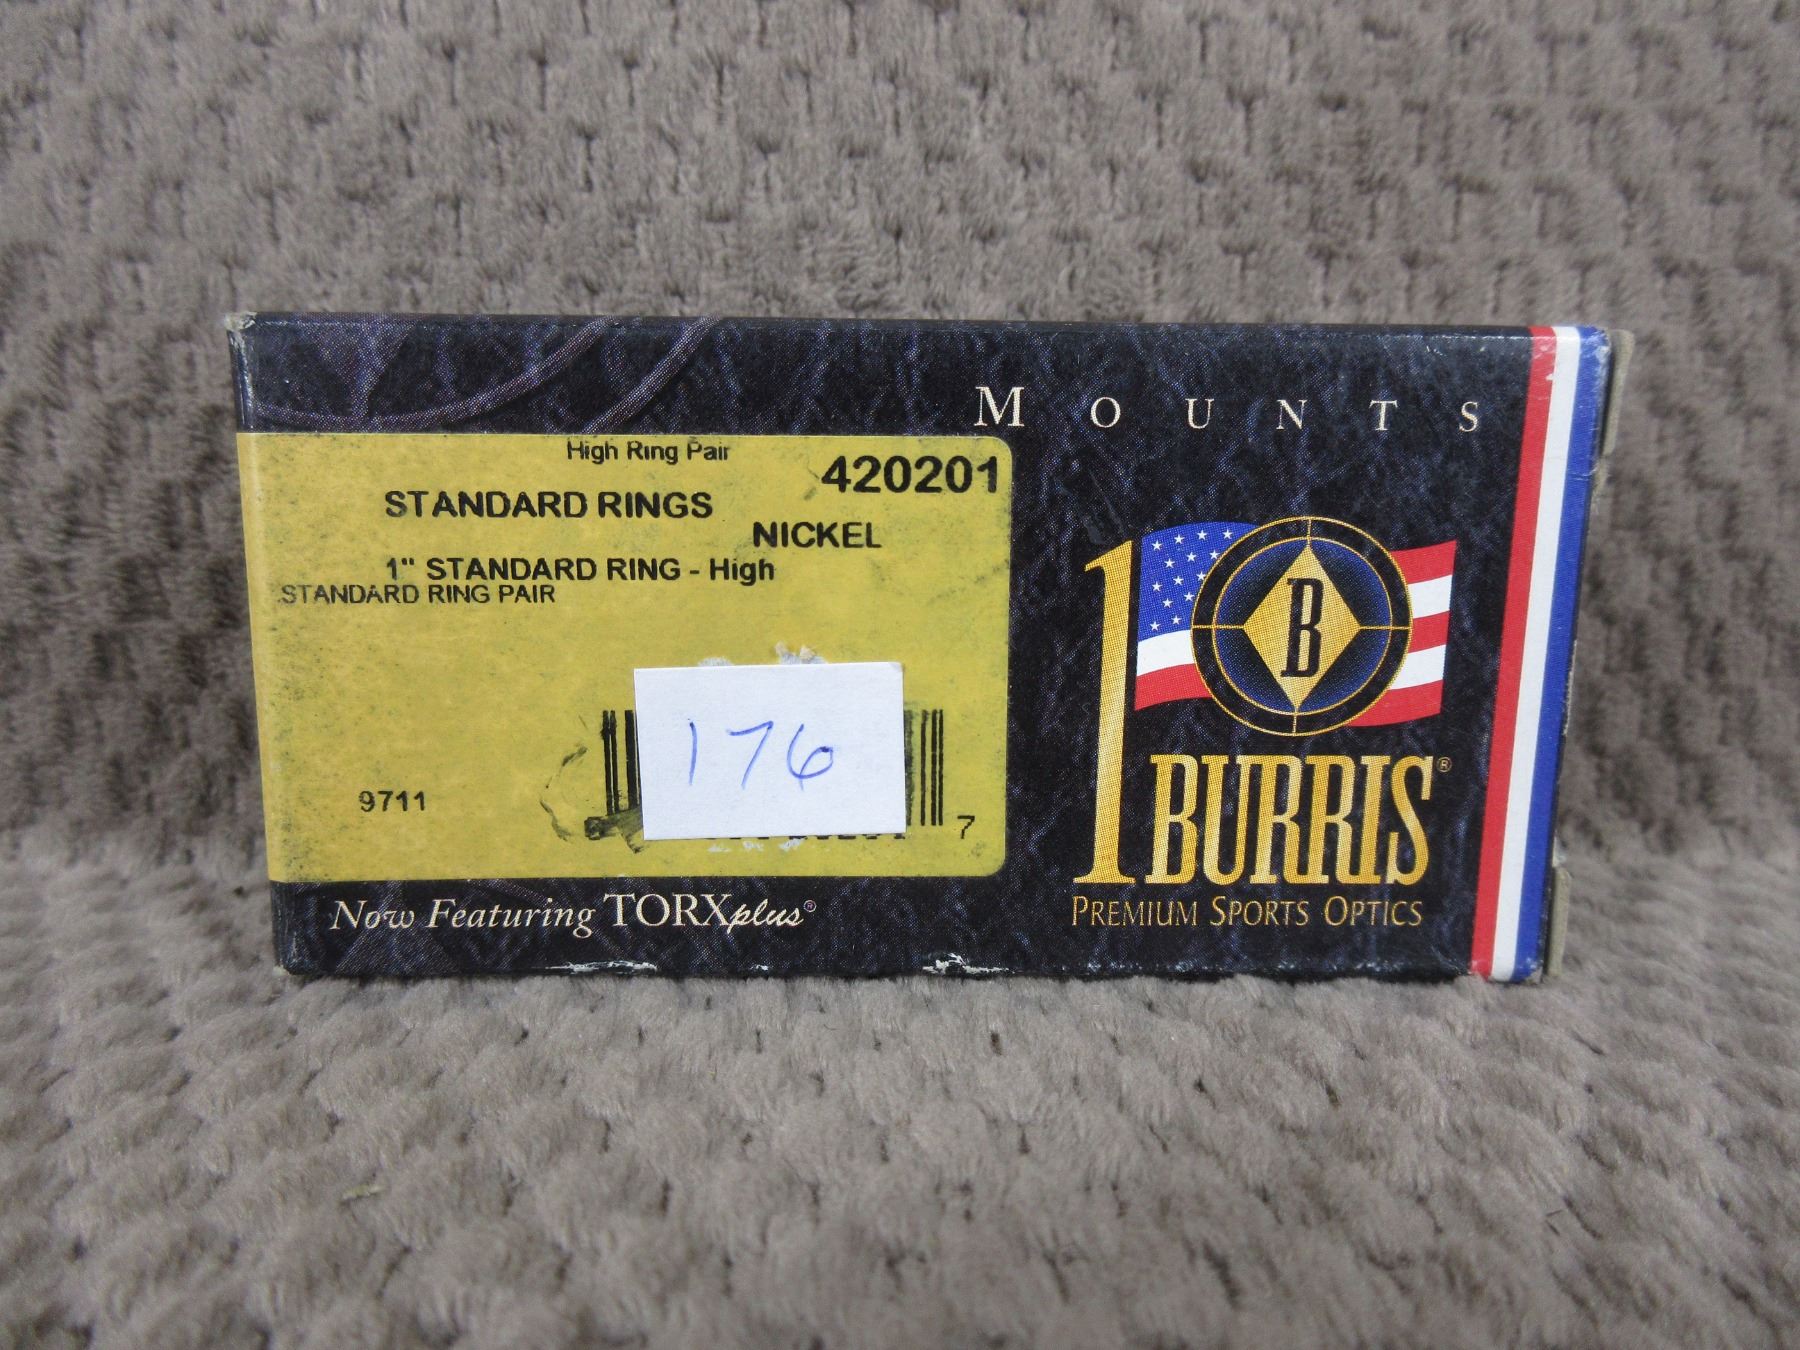 MOUNTS
High Ring Pair
420201
STANDARD RINGS
NICKEL
1" STANDARD RING - High
STANDARD RING PAIR
176
9711
7
Now Featuring TORXplus®
B
1 BURRIS®
PREMIUM SPORTS OPTICS